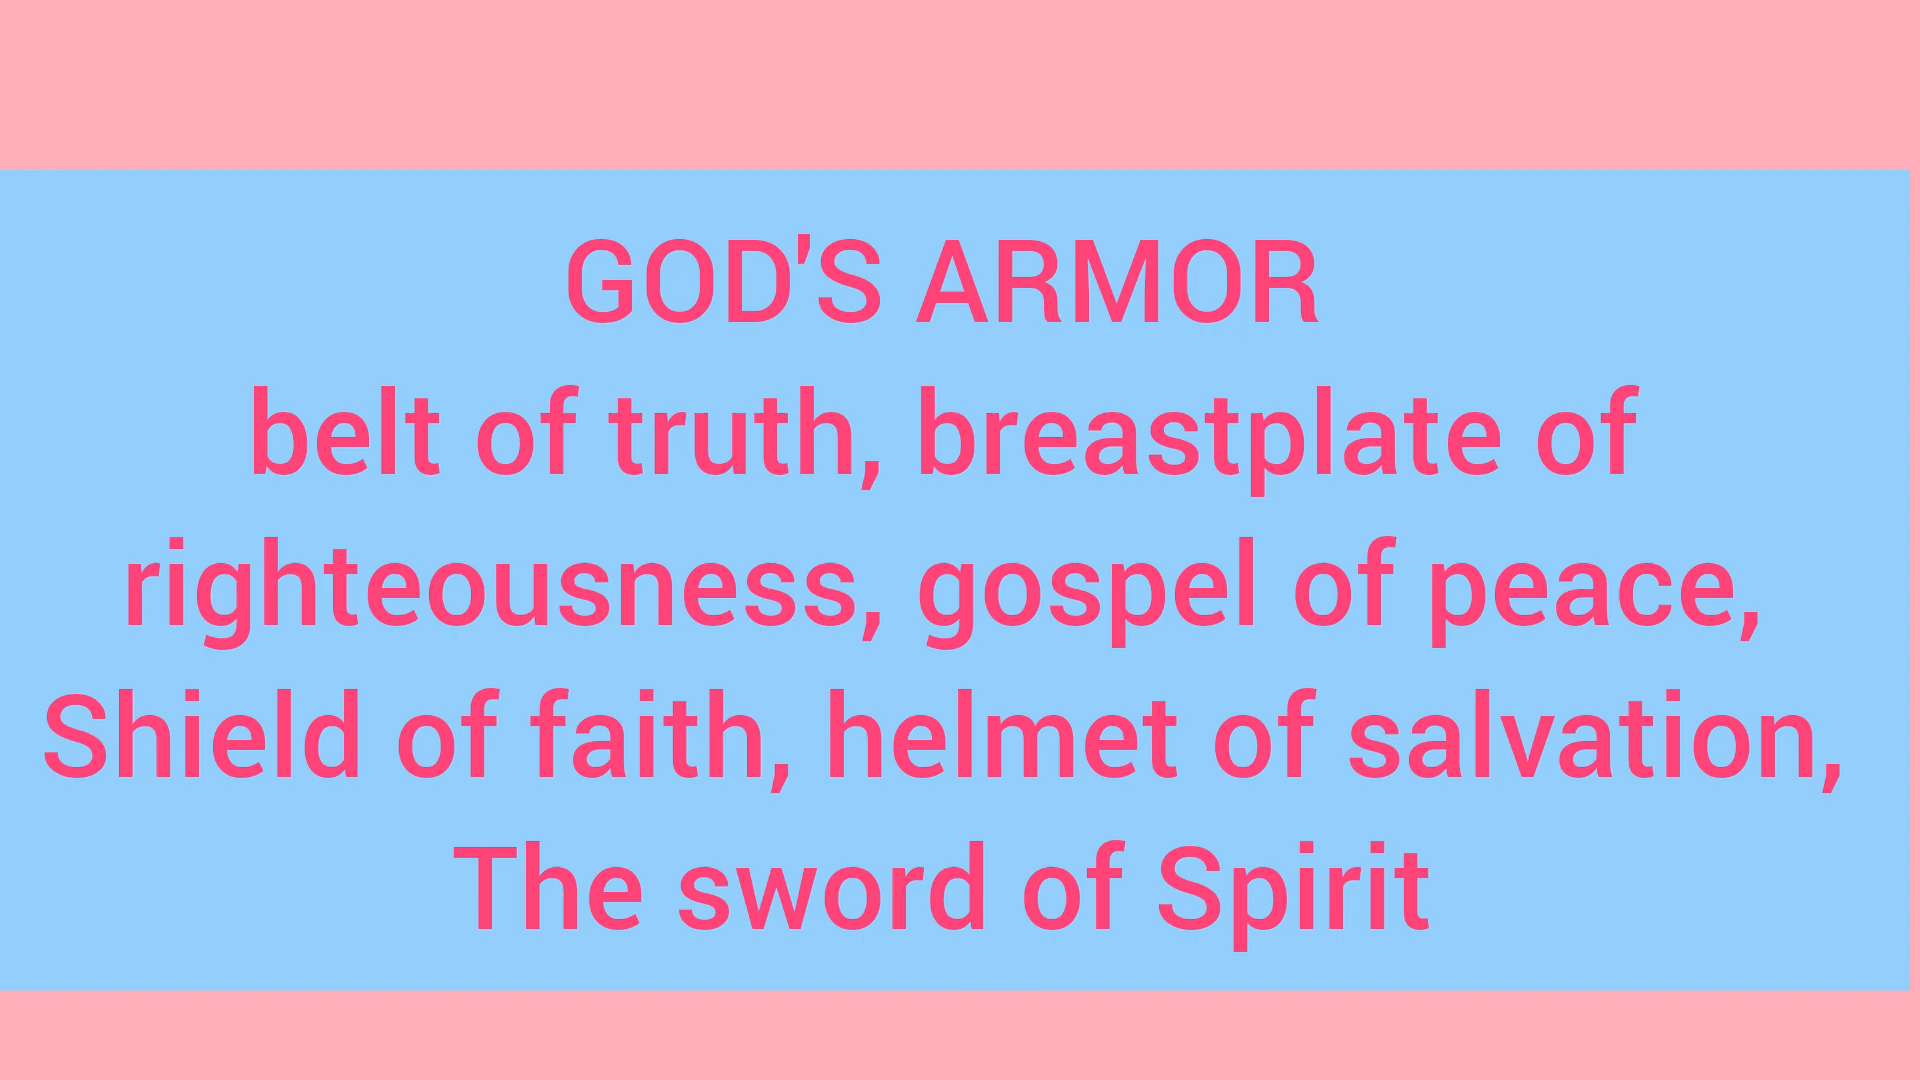 GOD'S ARMOR
belt of truth, breastplate of
righteousness, gospel of peace,
Shield of faith, helmet of salvation,
The sword of Spirit